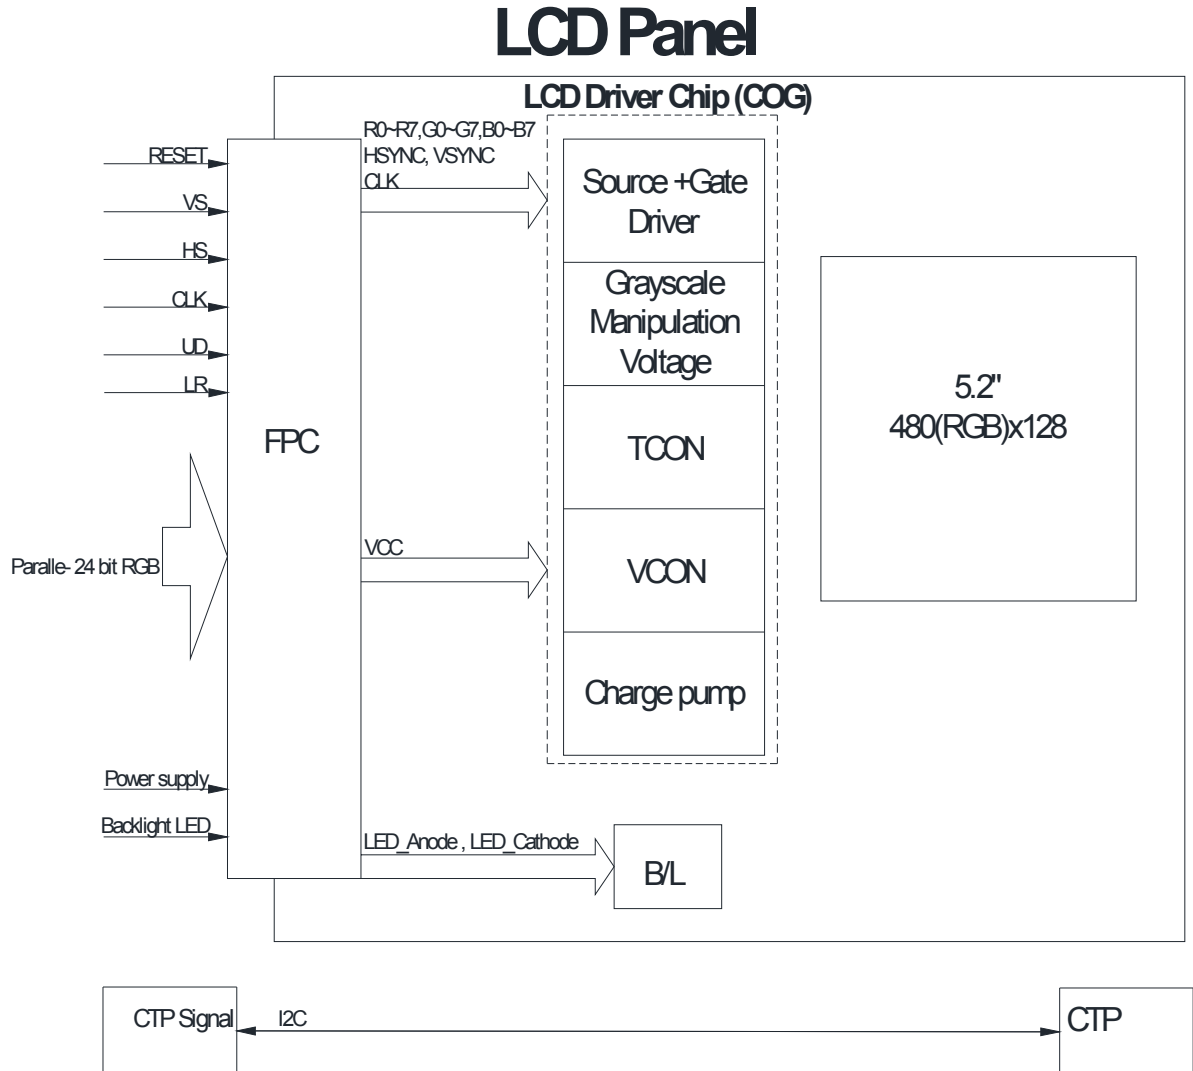 LCD Panel
LCD Driver Chip (COG)
R0~R7,G0~G7,B0~B7
HSYNC, VSYNC
CLK
RESET
VS
HS
CLK
UD
LR
FPC
Paralle- 24 bit RGB
Power supply
Backlight LED
Source +Gate
Driver
Grayscale
Manipulation
Voltage
TCON
VCC
VCON
Charge pump
5.2"
480(RGB)x128
LED_Anode , LED_Cathode
B/L
CTP Signal
I2C
CTP